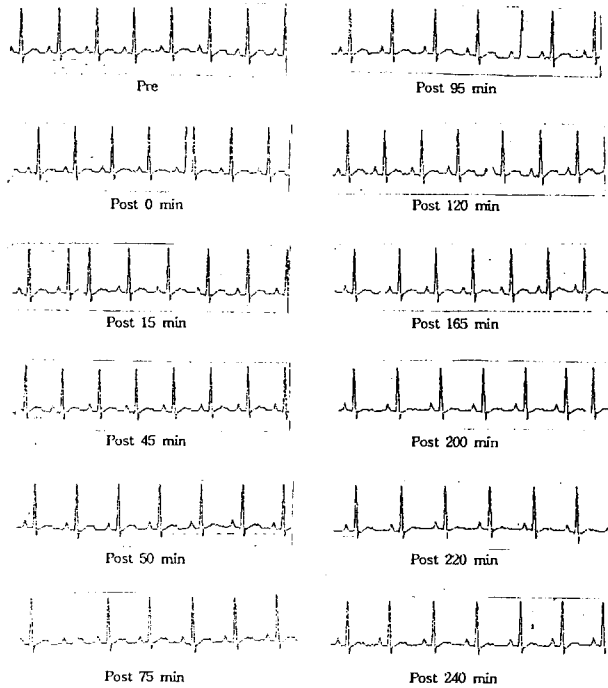 Pre
Post 0 min
Post 15 min
Post 45 min
Post 50 min
Post 75 min
Post 95 min
Post 120 min
Post 165 min
Post 200 min
Post 220 min
Post 240 min